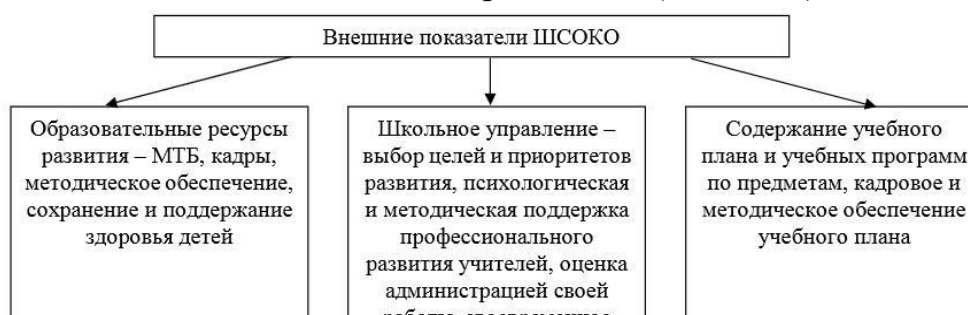 Внешние показатели ШСОКО
Образовательные ресурсы
развития – МТБ, кадры,
методическое обеспечение,
сохранение и поддержание
здоровья детей
Школьное управление –
выбор целей и приоритетов
развития, психологическая
и методическая поддержка
профессионального
развития учителей, оценка
администрацией своей
Содержание учебного
плана и учебных программ
по предметам, кадровое и
методическое обеспечение
учебного плана